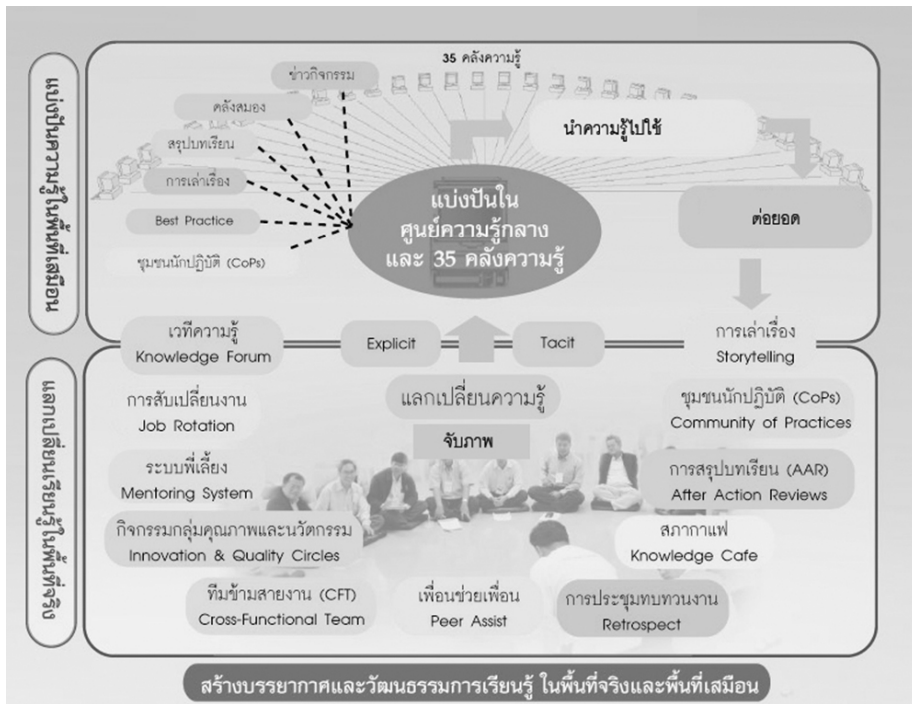 แบ่งปันความรู้ในพื้นที่เสมือน
35 คลังความรู้
ข่าวกิจกรรม
คลังสมอง
สรุปบทเรียน
การเล่าเรื่อง
Best Practice
ชุมชนนักปฏิบัติ (CoPs)
แบ่งปันใน
ศูนย์ความรู้กลาง
และ 35 คลังความรู้
นำความรู้ไปใช้
ต่อยอด
เวทีความรู้
Knowledge Forum
Explicit
Tacit
การเล่าเรื่อง
Storytelling
แลกเปลี่ยนเรียนรู้ในพื้นที่จริง
แลกเปลี่ยนความรู้
จับภาพ
การสับเปลี่ยนงาน
Job Rotation
ระบบพี่เลี้ยง
Mentoring System
กิจกรรมกลุ่มคุณภาพและนวัตกรรม
Innovation & Quality Circles
ทีมข้ามสายงาน (CFT)
Cross-Functional Team
เพื่อนช่วยเพื่อน
Peer Assist
การประชุมทบทวนงาน
Retrospect
สภากาแฟ
Knowledge Cafe
การสรุปบทเรียน (AAR)
After Action Reviews
ชุมชนนักปฏิบัติ (CoPs)
Community of Practices
สร้างบรรยากาศและวัฒนธรรมการเรียนรู้ ในพื้นที่จริงและพื้นที่เสมือน